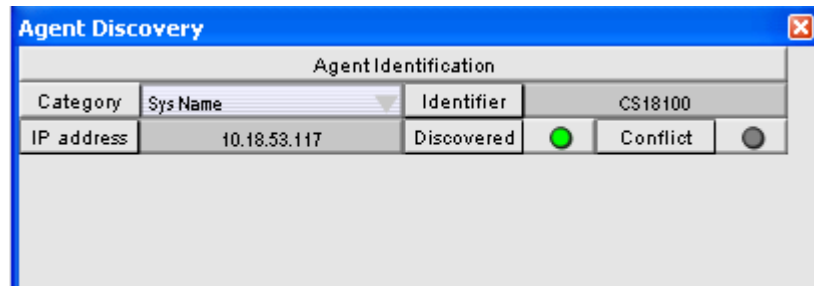 Agent Discovery
Agent Identification
Category Sys Name Identifier CS18100
IP address 10.18.53.117 Discovered Conflict